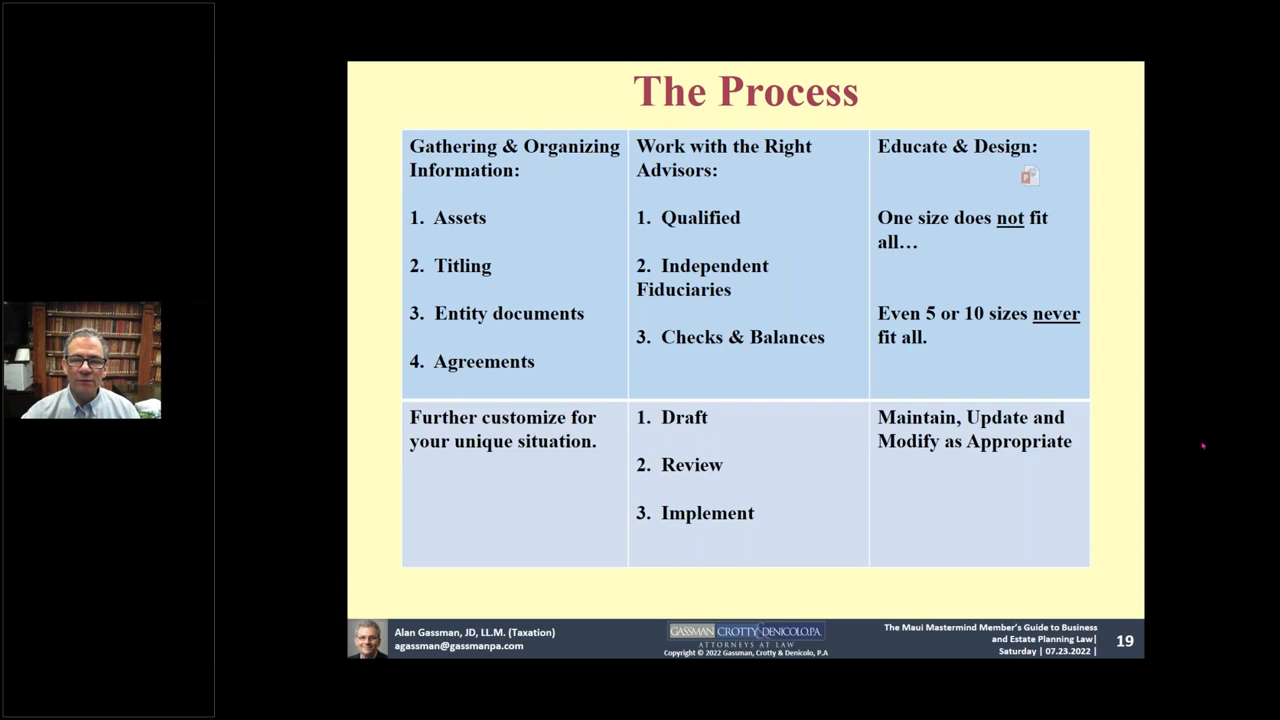 The Process
Gathering & Organizing
Information:
1. Assets
2. Titling
3. Entity documents
4. Agreements
Work with the Right
Advisors:
1. Qualified
2. Independent
Fiduciaries
3. Checks & Balances
Educate & Design:
One size does not fit
all…
Even 5 or 10 sizes never
fit all.
Further customize for
your unique situation.
1. Draft
2. Review
3. Implement
Maintain, Update and
Modify as Appropriate
Alan Gassman, JD, LL.M. (Taxation)
agassman@gassmanpa.com
GASSMAN CROTTY & DENICOLO, P.A.
ATTORNEYS AT LAW
Copyright © 2022 Gassman, Crotty & Denicolo, P.A
The Maui Mastermind Member's Guide to Business
and Estate Planning Law|
Saturday | 07.23.2022 |
19